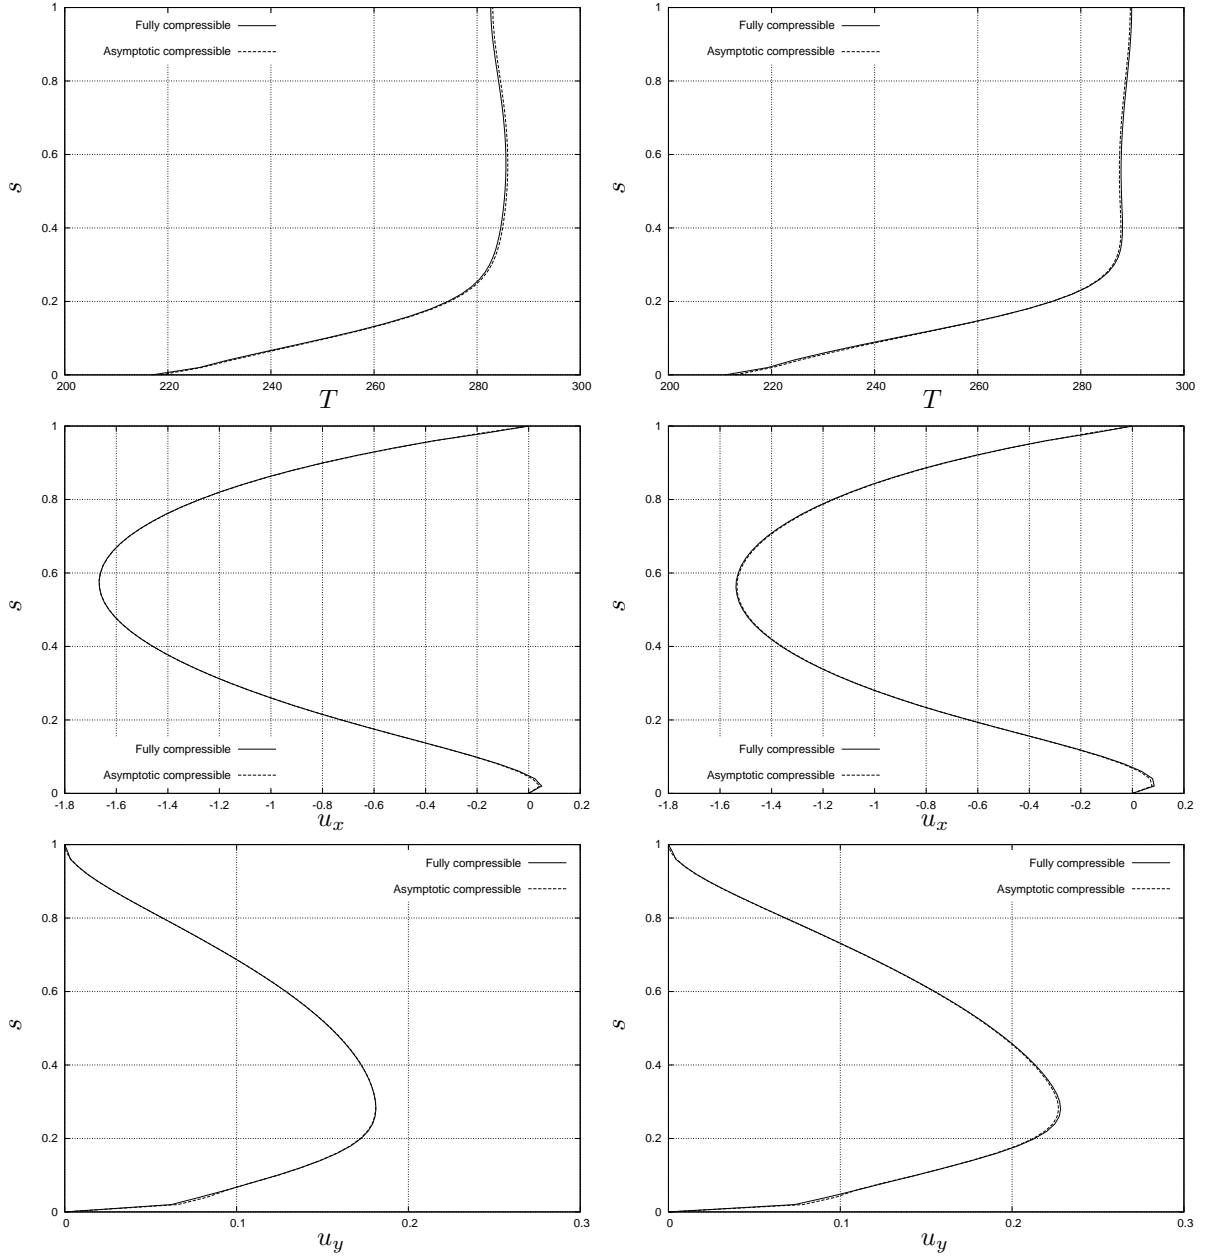 1
0.8
0.6
0.4
0.2
0
s
Fully compressible
Asymptotic compressible
200 220 240 260 280 300
T
1
0.8
0.6
0.4
0.2
0
s
Fully compressible
Asymptotic compressible
200 220 240 260 280 300
T
1
0.8
0.6
0.4
0.2
0
s
Fully compressible
Asymptotic compressible
-1.8 -1.6 -1.4 -1.2 -1 -0.8 -0.6 -0.4 -0.2 0 0.2
u_x
1
0.8
0.6
0.4
0.2
0
s
Fully compressible
Asymptotic compressible
-1.8 -1.6 -1.4 -1.2 -1 -0.8 -0.6 -0.4 -0.2 0 0.2
u_x
1
0.8
0.6
0.4
0.2
0
s
Fully compressible
Asymptotic compressible
0 0.1 0.2 0.3
u_y
1
0.8
0.6
0.4
0.2
0
s
Fully compressible
Asymptotic compressible
0 0.1 0.2 0.3
u_y